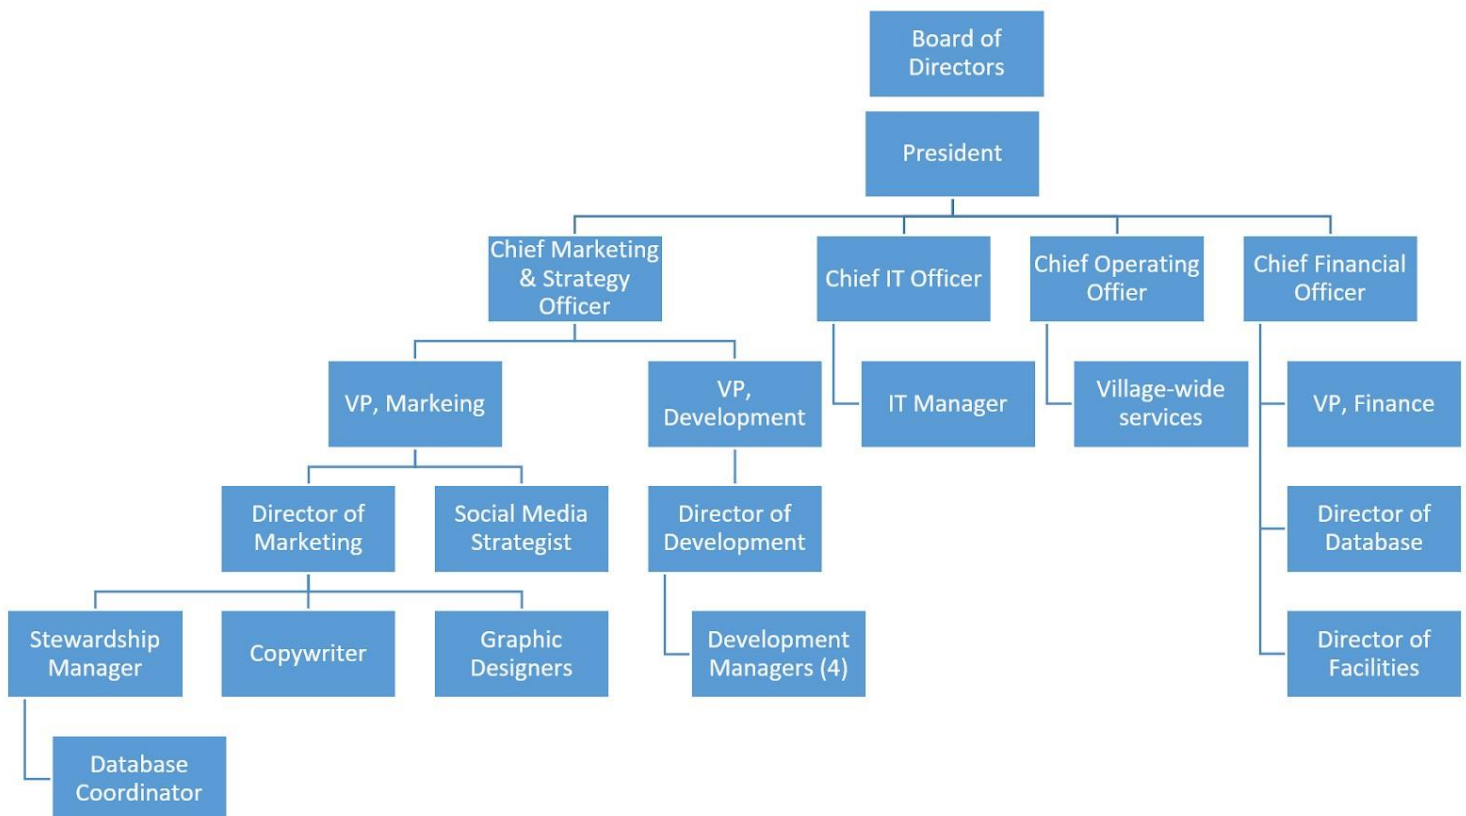 Board of
Directors
President
Chief Marketing
& Strategy
Officer
Chief IT Officer
Chief Operating
Offier
Chief Financial
Officer
VP, Markeing
VP,
Development
IT Manager
Village-wide
services
VP, Finance
Director of
Marketing
Social Media
Strategist
Director of
Development
Director of
Database
Stewardship
Manager
Copywriter
Graphic
Designers
Development
Managers (4)
Director of
Facilities
Database
Coordinator